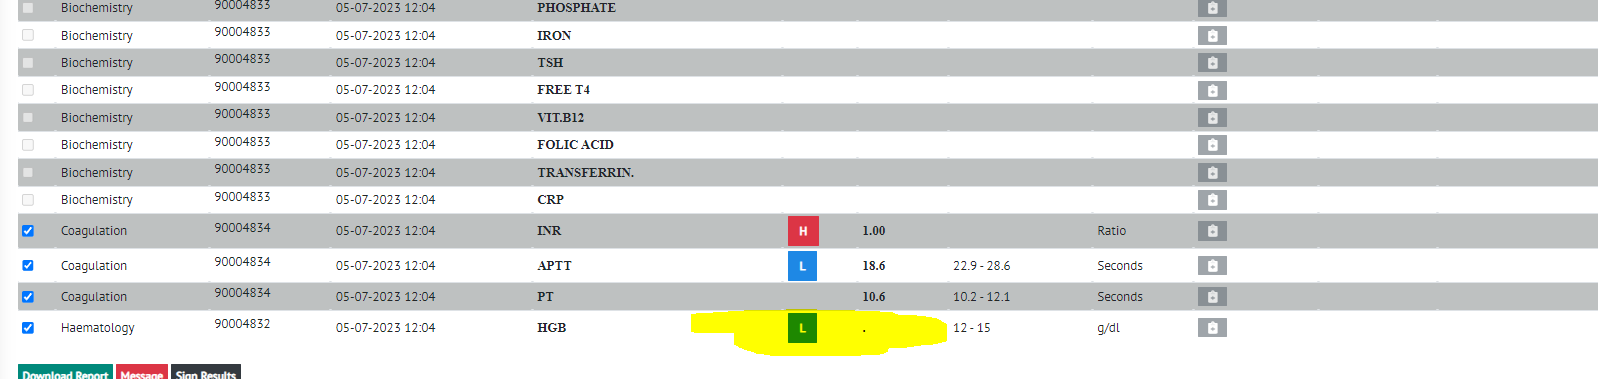 Biochemistry 90004833 05-07-2023 12:04 PHOSPHATE
Biochemistry 90004833 05-07-2023 12:04 IRON
Biochemistry 90004833 05-07-2023 12:04 TSH
Biochemistry 90004833 05-07-2023 12:04 FREE T4
Biochemistry 90004833 05-07-2023 12:04 VIT.B12
Biochemistry 90004833 05-07-2023 12:04 FOLIC ACID
Biochemistry 90004833 05-07-2023 12:04 TRANSFERRIN.
Biochemistry 90004833 05-07-2023 12:04 CRP
Coagulation 90004834 05-07-2023 12:04 INR H 1.00 Ratio
Coagulation 90004834 05-07-2023 12:04 APTT L 18.6 22.9 - 28.6 Seconds
Coagulation 90004834 05-07-2023 12:04 PT 10.6 10.2 - 12.1 Seconds
Haematology 90004832 05-07-2023 12:04 HGB L . 12 - 15 g/dl
Download Report Message Sign Results